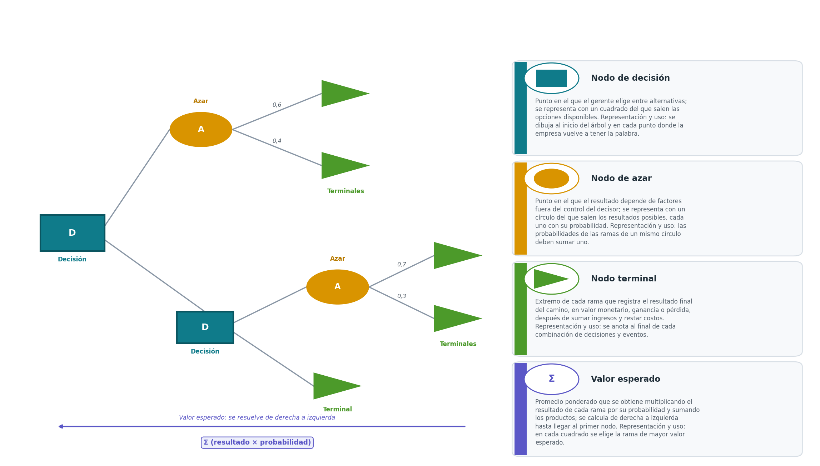 Azar
A
0,6
0,4
Terminales
D
Decisión
Azar
A
0,7
0,3
Terminales
D
Decisión
Terminal
Valor esperado: se resuelve de derecha a izquierda
Σ (resultado × probabilidad)
Nodo de decisión
Punto en el que el gerente elige entre alternativas;
se representa con un cuadrado del que salen las
opciones disponibles. Representación y uso: se
dibuja al inicio del árbol y en cada punto donde la
empresa vuelve a tener la palabra.
Nodo de azar
Punto en el que el resultado depende de factores
fuera del control del decisor; se representa con un
círculo del que salen los resultados posibles, cada
uno con su probabilidad. Representación y uso: las
probabilidades de las ramas de un mismo círculo
deben sumar uno.
Nodo terminal
Extremo de cada rama que registra el resultado final
del camino, en valor monetario, ganancia o pérdida,
después de sumar ingresos y restar costos.
Representación y uso: se anota al final de cada
combinación de decisiones y eventos.
Σ
Valor esperado
Promedio ponderado que se obtiene multiplicando el
resultado de cada rama por su probabilidad y sumando
los productos; se calcula de derecha a izquierda
hasta llegar al primer nodo. Representación y uso:
en cada cuadrado se elige la rama de mayor valor
esperado.